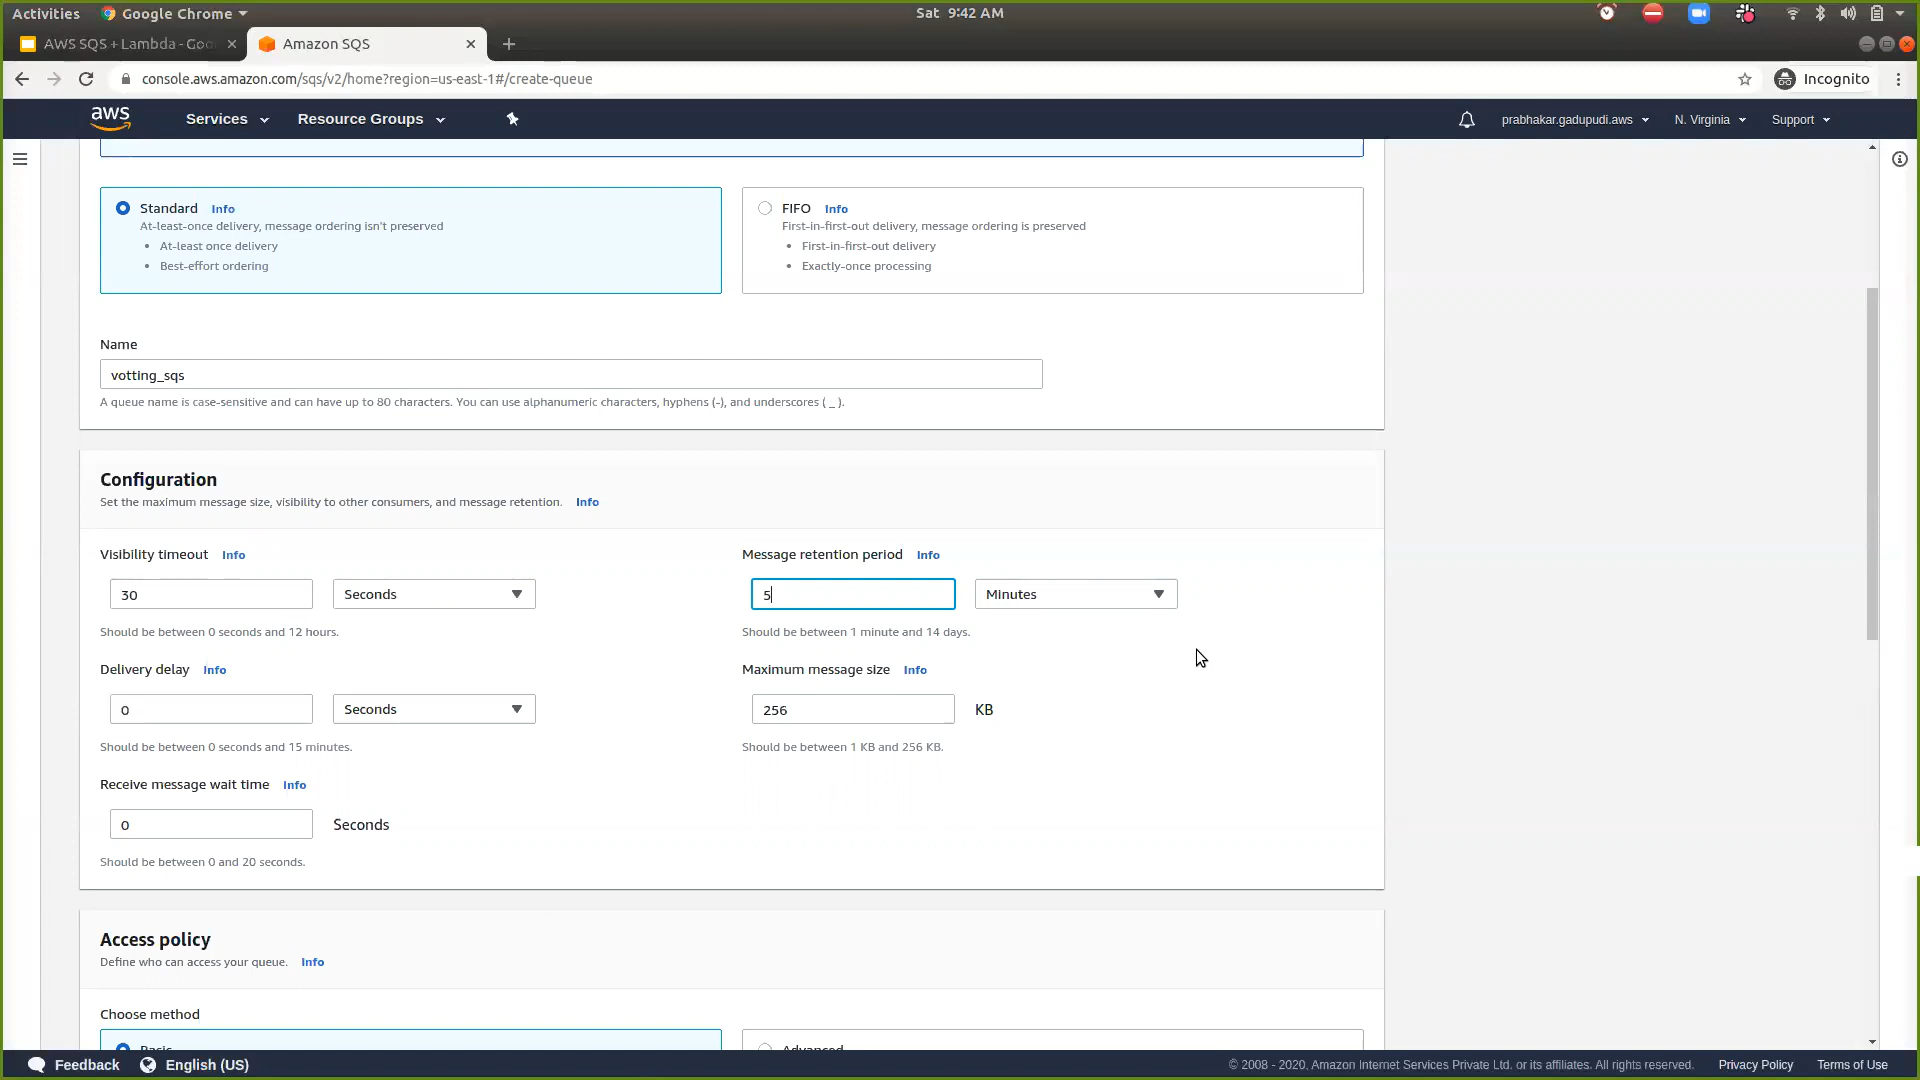 Activities Google Chrome Sat 9:42 AM
AWS SQS + Lambda - Goo Amazon SQS
console.aws.amazon.com/sqs/v2/home?region=us-east-1#/create-queue Incognito
aws Services Resource Groups prabhakar.gadupudi.aws N. Virginia Support
Standard Info
At-least-once delivery, message ordering isn't preserved
• At-least once delivery
• Best-effort ordering
FIFO Info
First-in-first-out delivery, message ordering is preserved
• First-in-first-out delivery
• Exactly-once processing
Name
votting_sqs
A queue name is case-sensitive and can have up to 80 characters. You can use alphanumeric characters, hyphens (-), and underscores ( _ ).
Configuration
Set the maximum message size, visibility to other consumers, and message retention. Info
Visibility timeout Info
30 Seconds
Should be between 0 seconds and 12 hours.
Message retention period Info
5 Minutes
Should be between 1 minute and 14 days.
Delivery delay Info
0 Seconds
Should be between 0 seconds and 15 minutes.
Maximum message size Info
256 KB
Should be between 1 KB and 256 KB.
Receive message wait time Info
0 Seconds
Should be between 0 and 20 seconds.
Access policy
Define who can access your queue. Info
Choose method
Basic Advanced
Feedback English (US) © 2008 - 2020, Amazon Internet Services Private Ltd. or its affiliates. All rights reserved. Privacy Policy Terms of Use